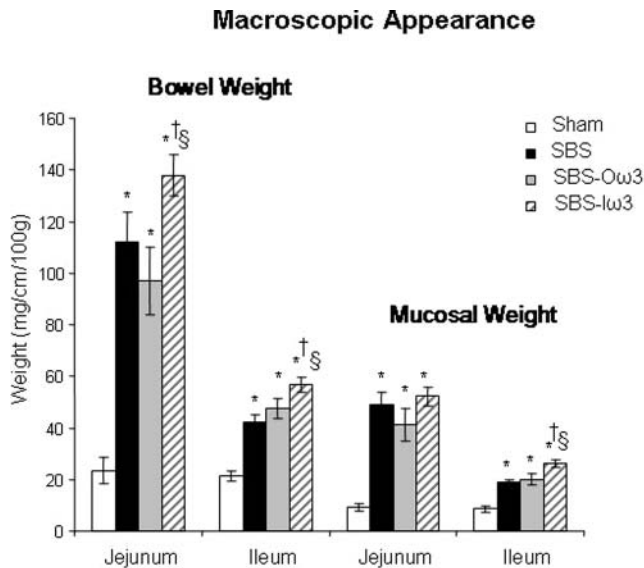 Macroscopic Appearance
Bowel Weight
Mucosal Weight
Sham
SBS
SBS-Oω3
SBS-Iω3
Weight (mg/cm/100g)
160
140
120
100
80
60
40
20
0
* * *†§
* * *†§
* * *
* * *†§
Jejunum Ileum Jejunum Ileum